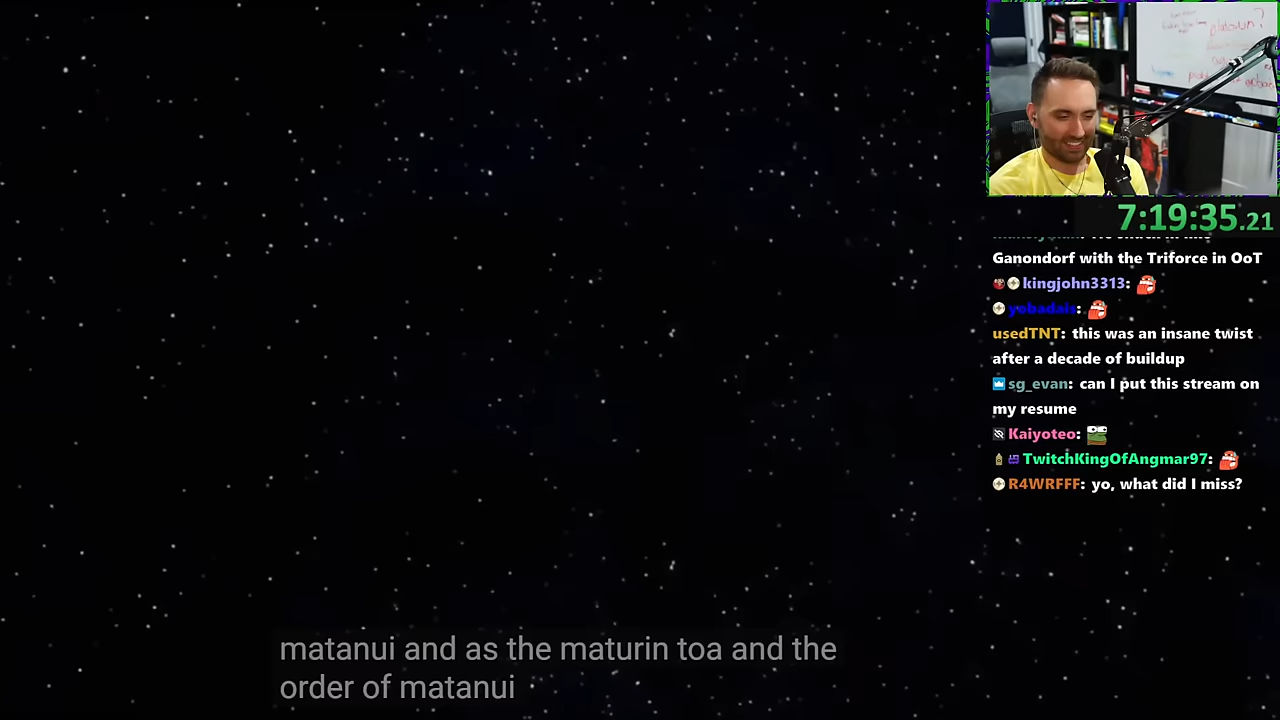 7:19:35.21
Ganondorf with the Triforce in OoT
kingjohn3313:
yobadais:
usedTNT: this was an insane twist
after a decade of buildup
sg_evan: can I put this stream on
my resume
Kaiyoteo:
TwitchKingOfAngmar97:
R4WRFFF: yo, what did I miss?
matanui and as the maturin toa and the
order of matanui